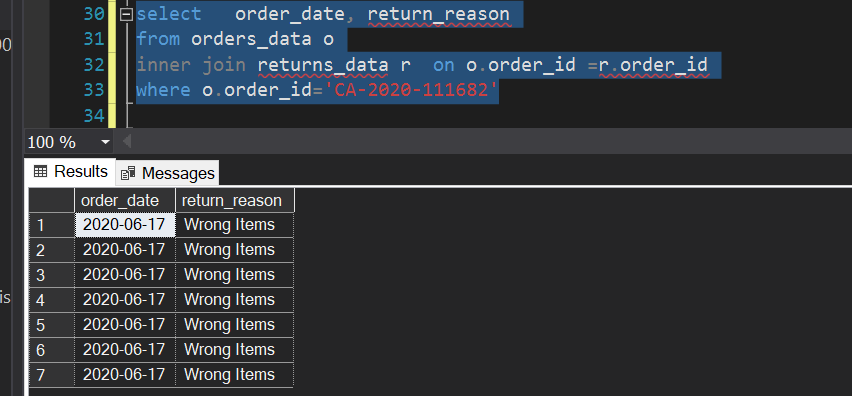 30 select   order_date, return_reason
00
31 from orders_data o
32 inner join returns_data r  on o.order_id =r.order_id
33 where o.order_id='CA-2020-111682'
34
100 %
Results Messages
order_date return_reason
1 2020-06-17 Wrong Items
2 2020-06-17 Wrong Items
3 2020-06-17 Wrong Items
is
4 2020-06-17 Wrong Items
5 2020-06-17 Wrong Items
6 2020-06-17 Wrong Items
7 2020-06-17 Wrong Items